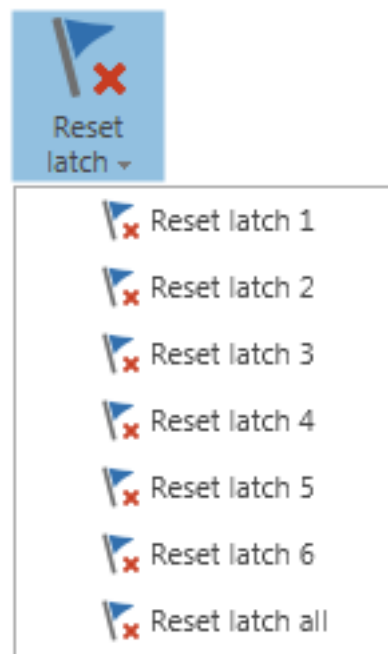 Reset
latch
Reset latch 1
Reset latch 2
Reset latch 3
Reset latch 4
Reset latch 5
Reset latch 6
Reset latch all